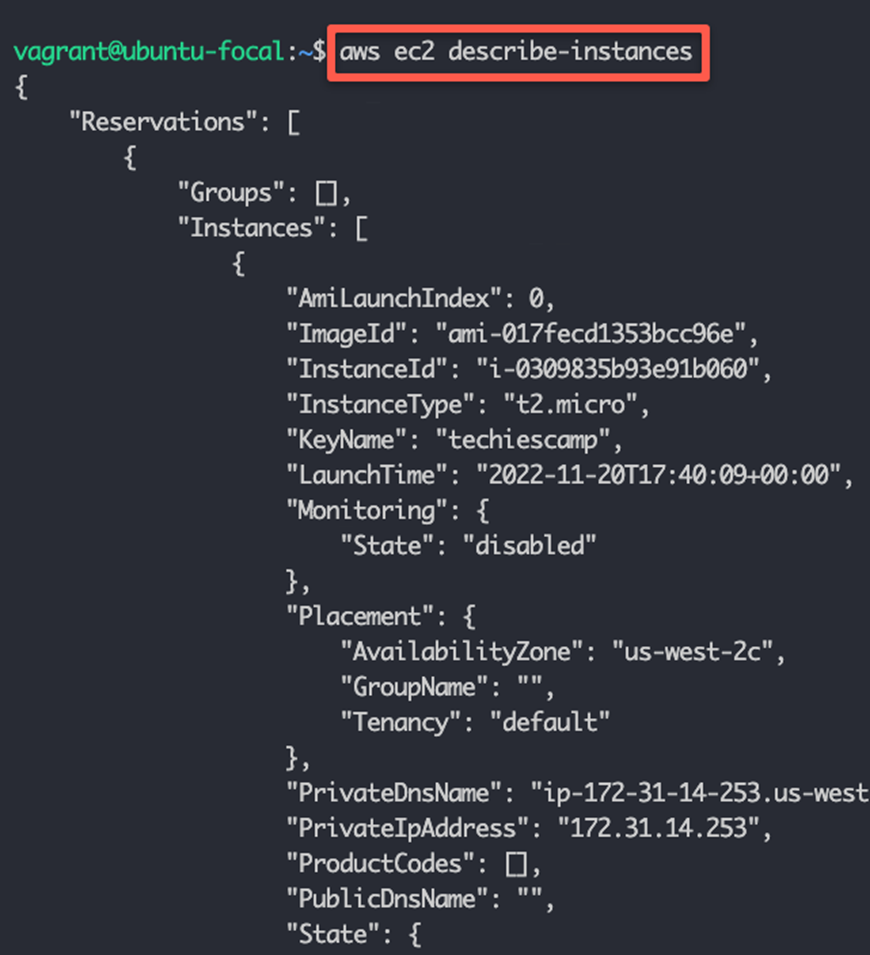 vagrant@ubuntu-focal:~$ aws ec2 describe-instances
{
    "Reservations": [
        {
            "Groups": [],
            "Instances": [
                {
                    "AmiLaunchIndex": 0,
                    "ImageId": "ami-017fecd1353bcc96e",
                    "InstanceId": "i-0309835b93e91b060",
                    "InstanceType": "t2.micro",
                    "KeyName": "techiescamp",
                    "LaunchTime": "2022-11-20T17:40:09+00:00",
                    "Monitoring": {
                        "State": "disabled"
                    },
                    "Placement": {
                        "AvailabilityZone": "us-west-2c",
                        "GroupName": "",
                        "Tenancy": "default"
                    },
                    "PrivateDnsName": "ip-172-31-14-253.us-west
                    "PrivateIpAddress": "172.31.14.253",
                    "ProductCodes": [],
                    "PublicDnsName": "",
                    "State": {